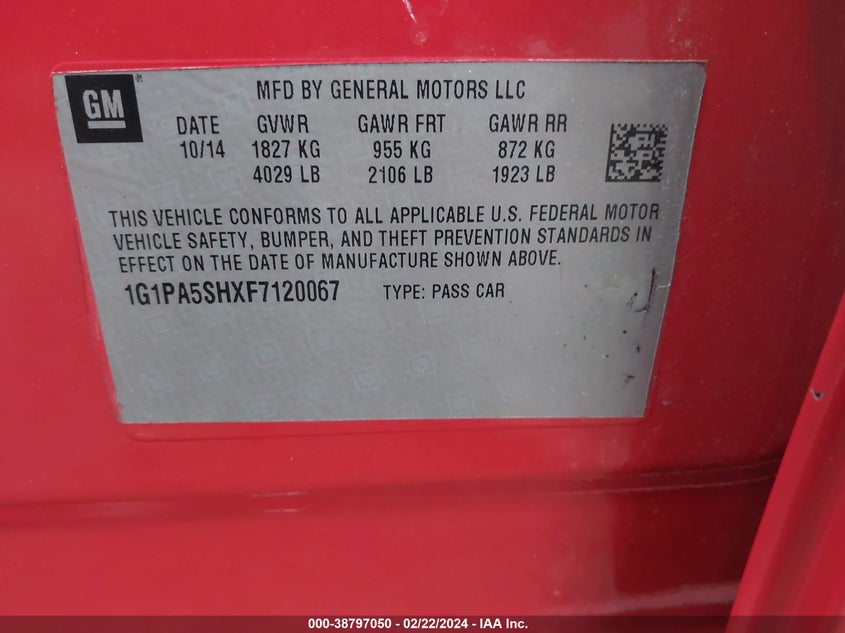 GM ®
MFD BY GENERAL MOTORS LLC
DATE GVWR GAWR FRT GAWR RR
10/14 1827 KG 955 KG 872 KG
4029 LB 2106 LB 1923 LB
THIS VEHICLE CONFORMS TO ALL APPLICABLE U.S. FEDERAL MOTOR
VEHICLE SAFETY, BUMPER, AND THEFT PREVENTION STANDARDS IN
EFFECT ON THE DATE OF MANUFACTURE SHOWN ABOVE.
1G1PA5SHXF7120067 TYPE: PASS CAR
000-38797050 - 02/22/2024 - IAA Inc.